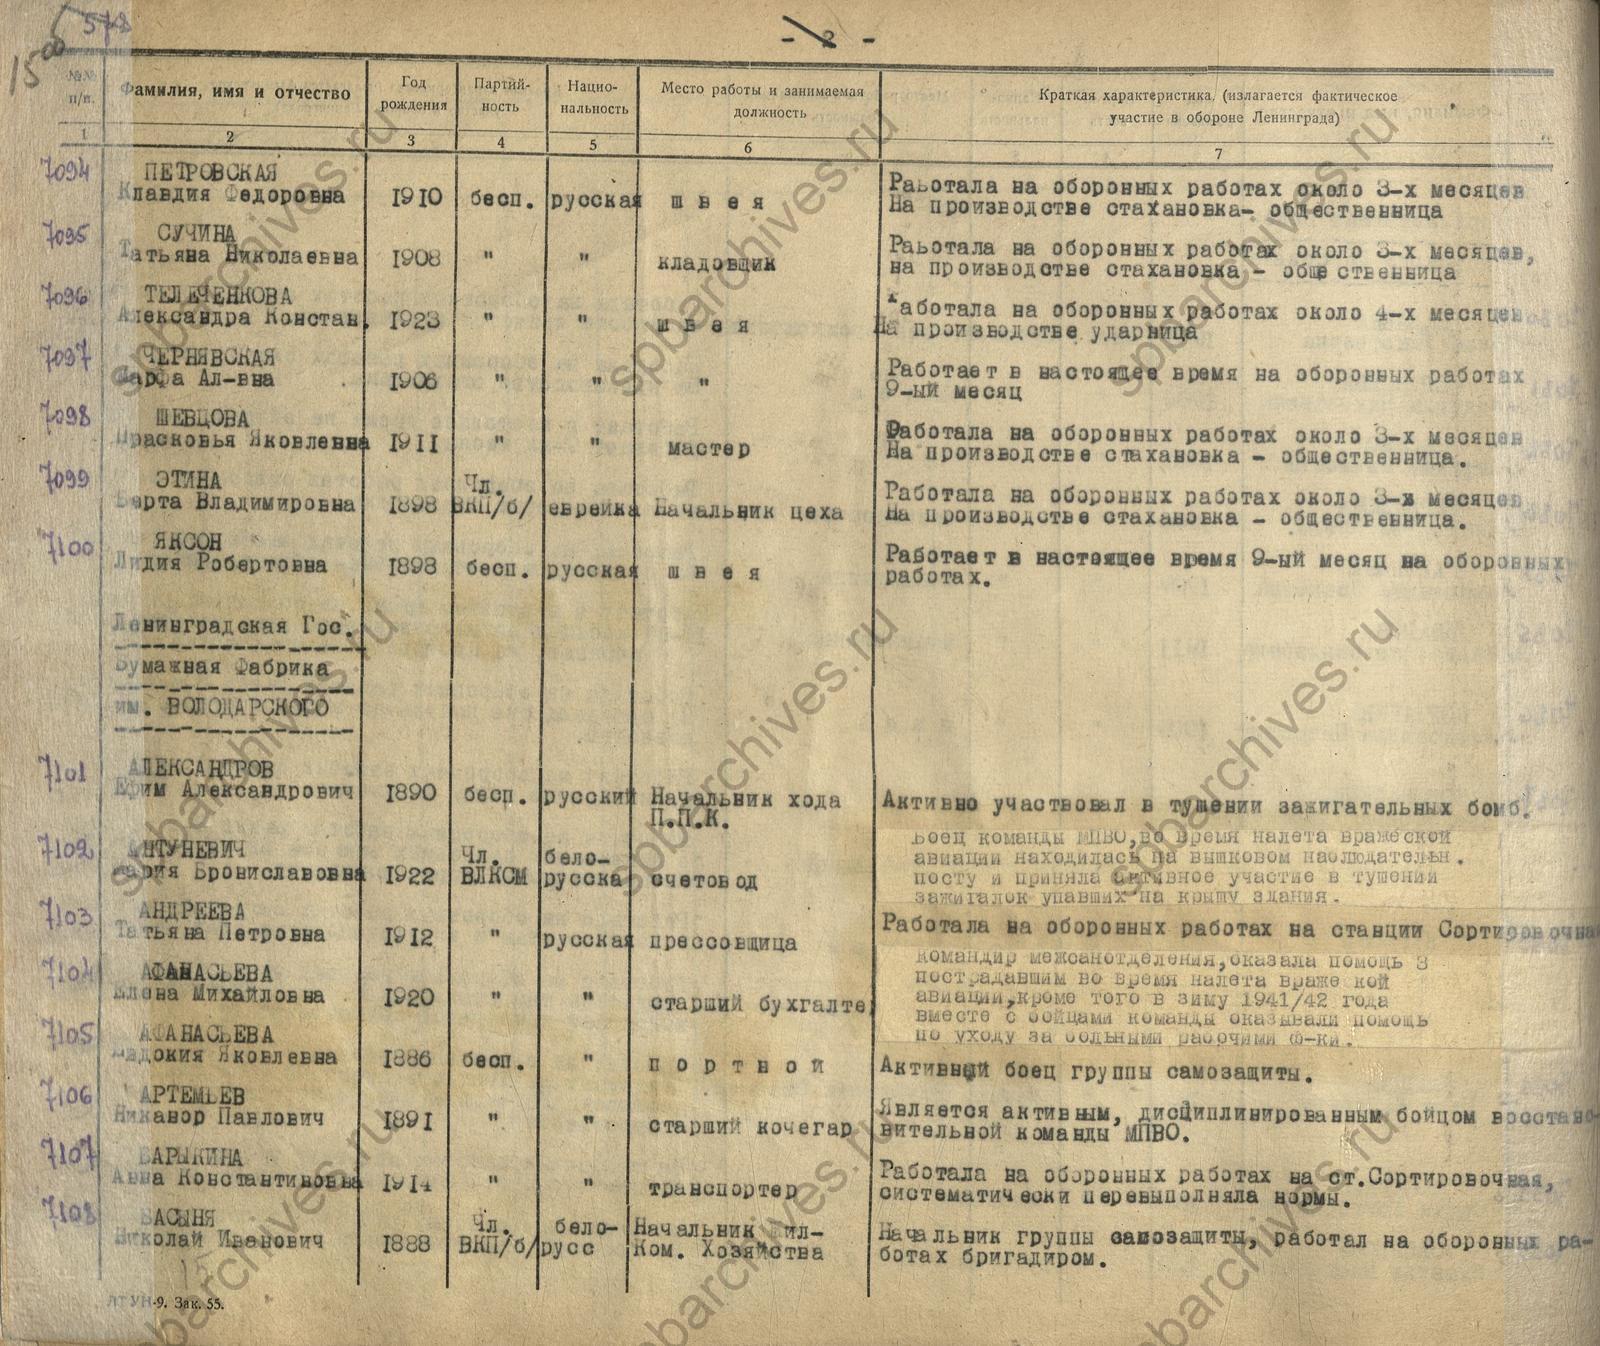 572
1500
- 2 -
№№ п/п.
Фамилия, имя и отчество
Год рождения
Партий-ность
Нацио-нальность
Место работы и занимаемая должность
Краткая характеристика (излагается фактическое участие в обороне Ленинграда)
1 2 3 4 5 6 7
7094 ПЕТРОВСКАЯ
Клавдия Федоровна 1910 бесп. русская швея Работала на оборонных работах около 3-х месяцев
На производстве стахановка- общественница
7095 СУЧИНА
Татьяна Николаевна 1908 " " кладовщик Работала на оборонных работах около 3-х месяцев,
на производстве стахановка - общественница
7096 ТЕЛЕЧЕНКОВА
Александра Констан. 1923 " " швея Работала на оборонных работах около 4-х месяцев
На производстве ударница
7097 ЧЕРНЯВСКАЯ
Марфа Ал-вна 1906 " " " Работает в настоящее время на оборонных работах
9-ый месяц
7098 ШЕВЦОВА
Прасковья Яковлевна 1911 " " мастер Работала на оборонных работах около 3-х месяцев
На производстве стахановка - общественница.
7099 ЭТИНА
Берта Владимировна 1898 Чл. ВКП/б/ еврейка Начальник цеха Работала на оборонных работах около 3-х месяцев
На производстве стахановка - общественница.
7100 ЯКСОН
Лидия Робертовна 1898 бесп. русская швея Работает в настоящее время 9-ый месяц на оборонных
работах.
Ленинградская Гос.
Бумажная Фабрика
им. ВОЛОДАРСКОГО
7101 АЛЕКСАНДРОВ
Ефим Александрович 1890 бесп. русский Начальник хода П.П.К. Активно участвовал в тушении зажигательных бомб.
7102 АНТУНЕВИЧ
Мария Брониславовна 1922 Чл. ВЛКСМ бело-русска счетовод Боец команды МПВО,во время налета вражеской
авиации находилась на вышковом наблюдательн.
посту и приняла активное участие в тушении
зажигалок упавших на крышу здания.
7103 АНДРЕЕВА
Татьяна Петровна 1912 " русская прессовщица Работала на оборонных работах на станции Сортировочная
7104 АФАНАСЬЕВА
Елена Михайловна 1920 " " старший бухгалтер Командир межсанотделения,оказала помощь 3
пострадавшим во время налета враже кой
авиации,кроме того в зиму 1941/42 года
вместе с бойцами команды оказывали помощь
по уходу за больными рабочими ф-ки.
7105 АФАНАСЬЕВА
Евдокия Яковлевна 1886 бесп. " портной Активный боец группы самозащиты.
7106 АРТЕМЬЕВ
Никанор Павлович 1891 " " старший кочегар Является активным, дисциплинированным бойцом восстано-
вительной команды МПВО.
7107 БАРЫКИНА
Анна Константиновна 1914 " " транспортер Работала на оборонных работах на ст.Сортировочная,
систематически перевыполняла нормы.
7108 БАСЫНЯ
Николай Иванович 1888 Чл. ВКП/б/ бело-русс Начальник Жил-Ком. Хозяйства Начальник группы самозащиты, работал на оборонных ра-
ботах бригадиром.
ЛТУН-9. Зак. 55.
spbarchives.ru